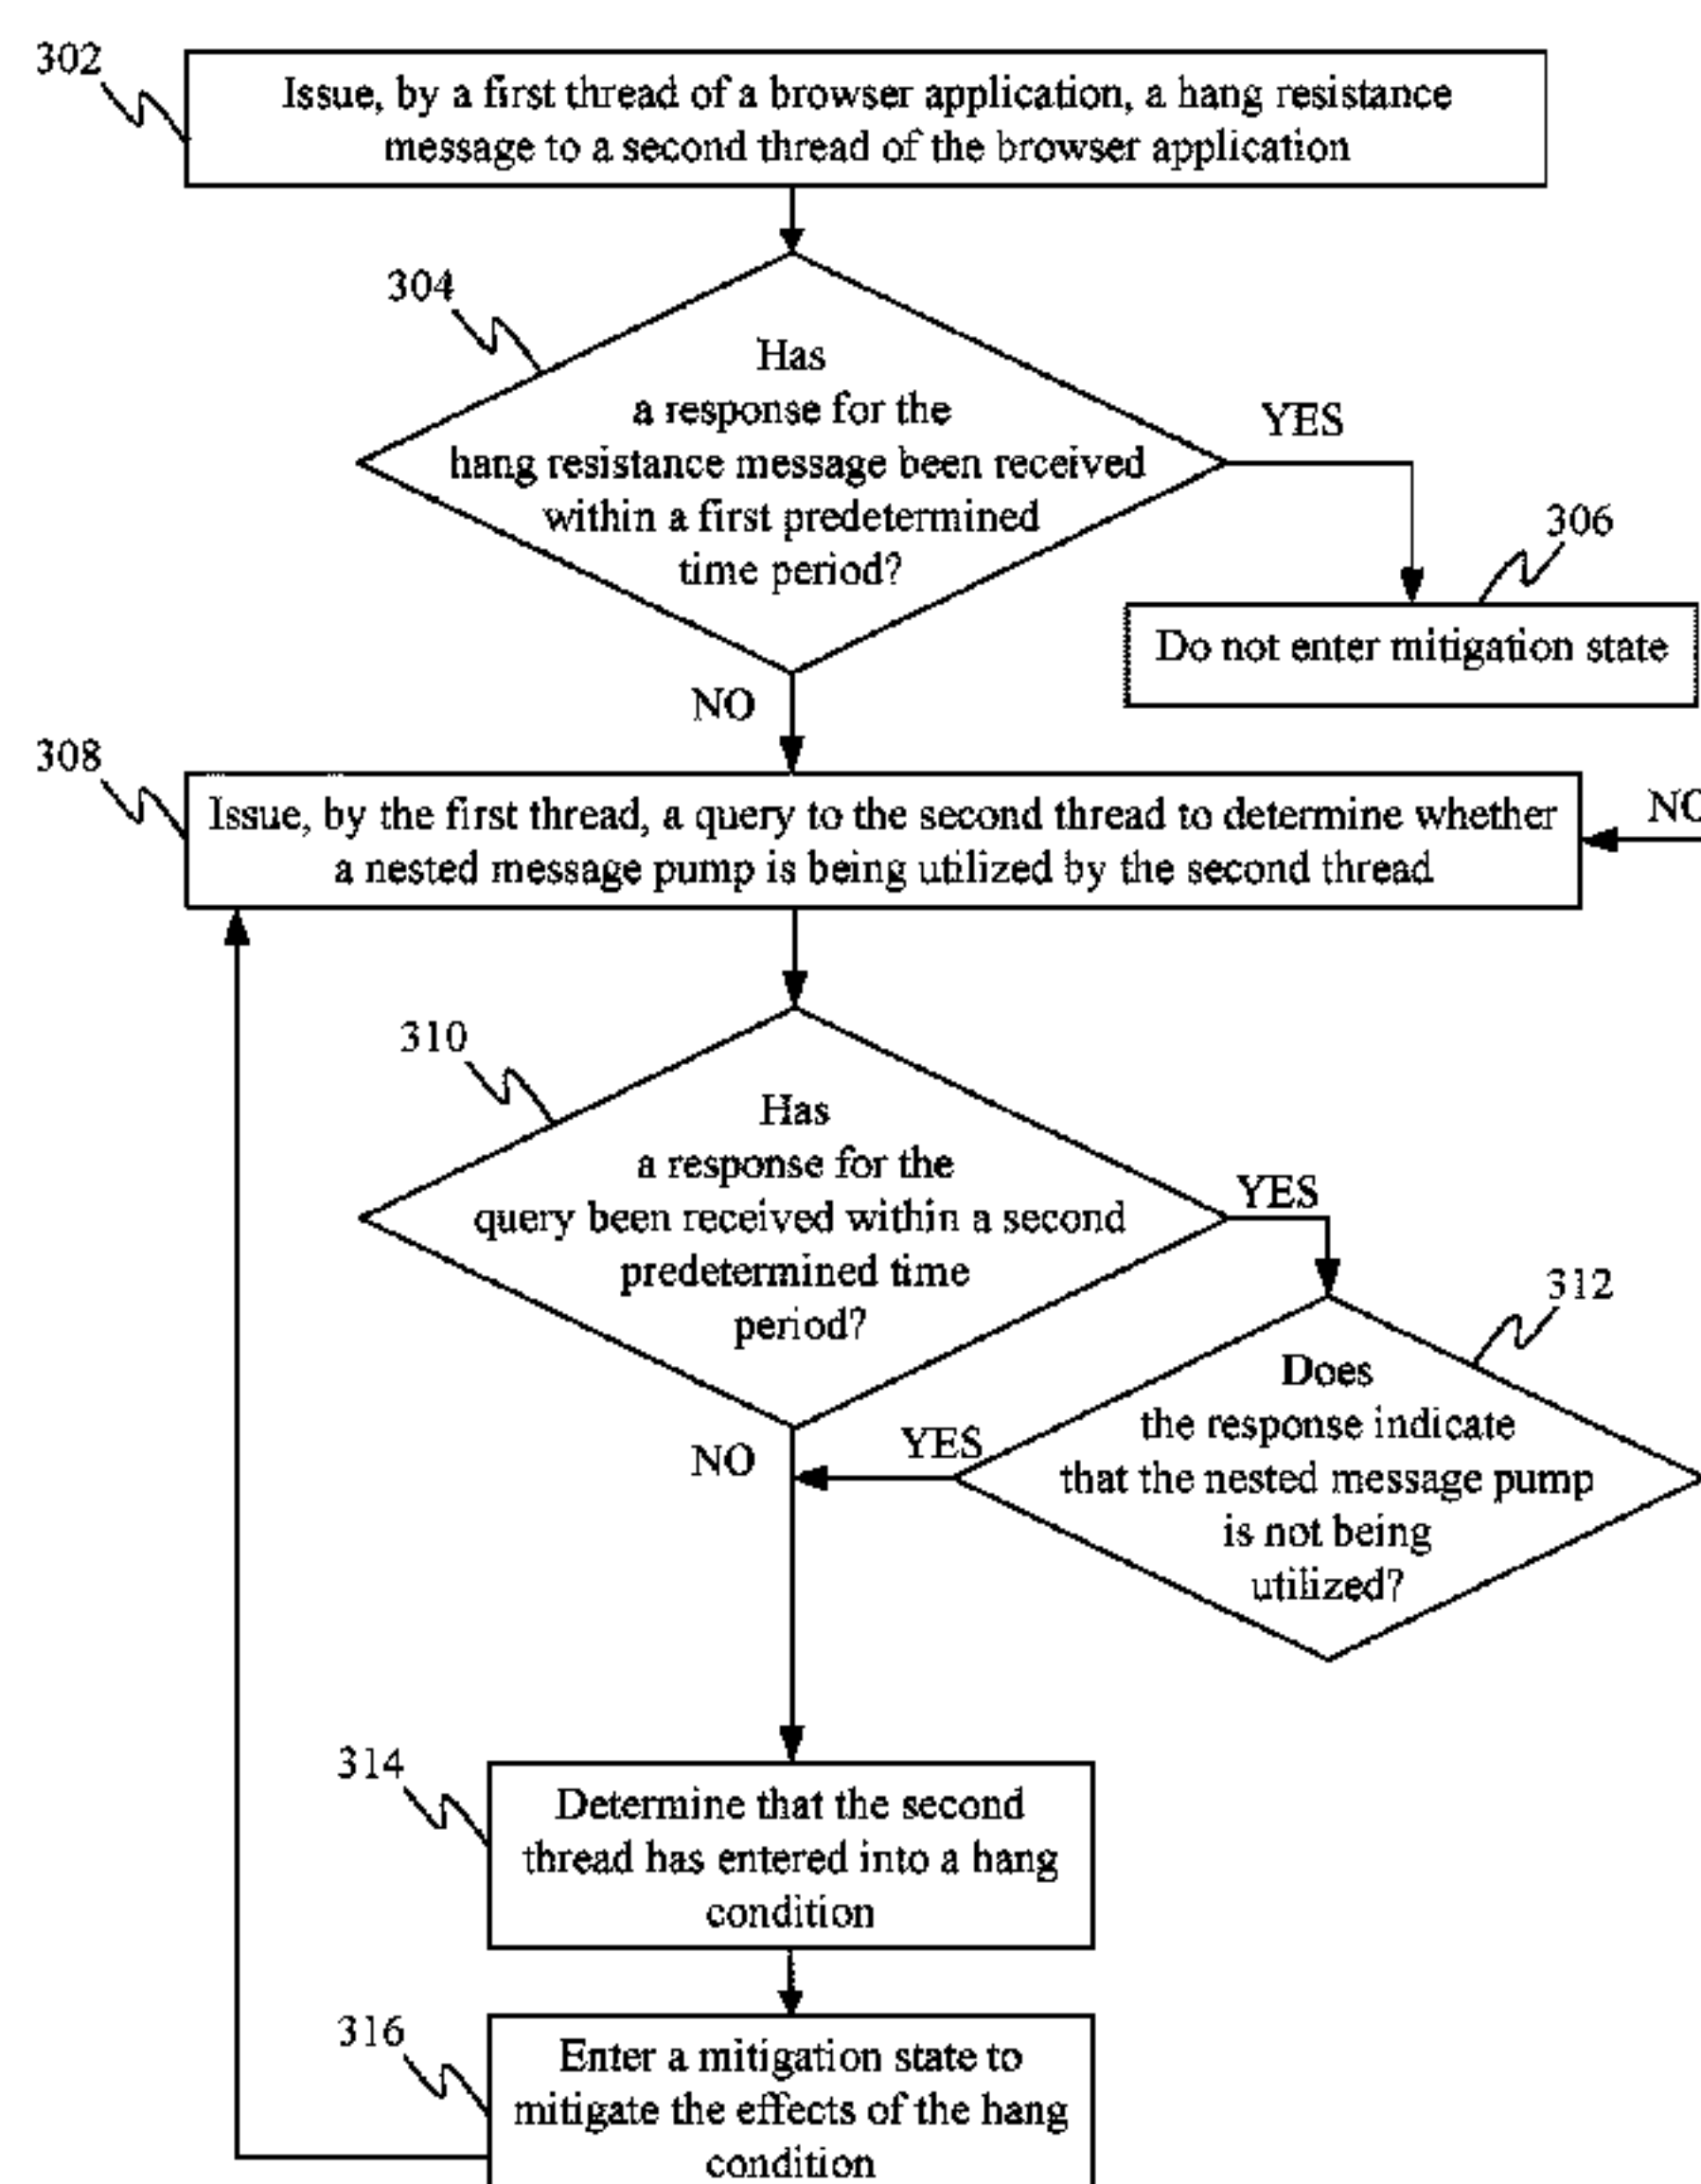 302
Issue, by a first thread of a browser application, a hang resistance
message to a second thread of the browser application
304
Has
a response for the
hang resistance message been received
within a first predetermined
time period?
YES
306
Do not enter mitigation state
NO
308
Issue, by the first thread, a query to the second thread to determine whether
a nested message pump is being utilized by the second thread
NO
310
Has
a response for the
query been received within a second
predetermined time
period?
YES
312
Does
the response indicate
that the nested message pump
is not being
utilized?
YES
NO
314
Determine that the second
thread has entered into a hang
condition
316
Enter a mitigation state to
mitigate the effects of the hang
condition